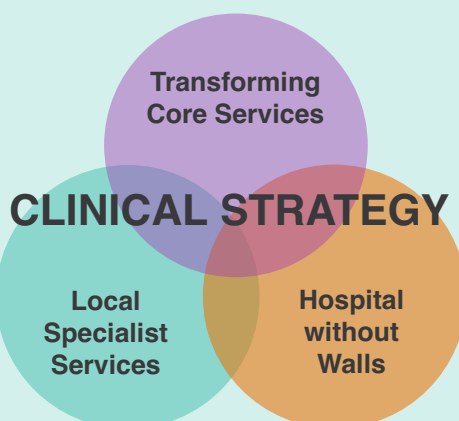 Transforming
Core Services
CLINICAL STRATEGY
Local
Specialist
Services
Hospital
without
Walls